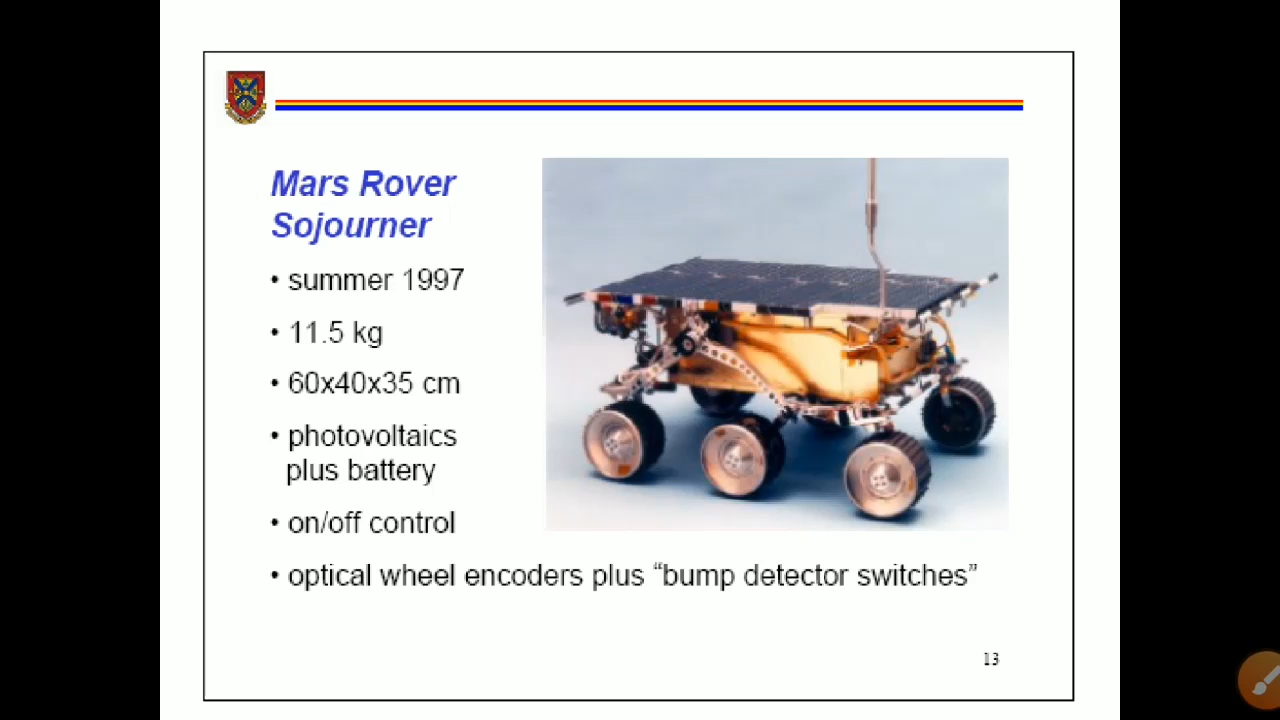 Mars Rover
Sojourner
• summer 1997
• 11.5 kg
• 60x40x35 cm
• photovoltaics
plus battery
• on/off control
• optical wheel encoders plus “bump detector switches”
13